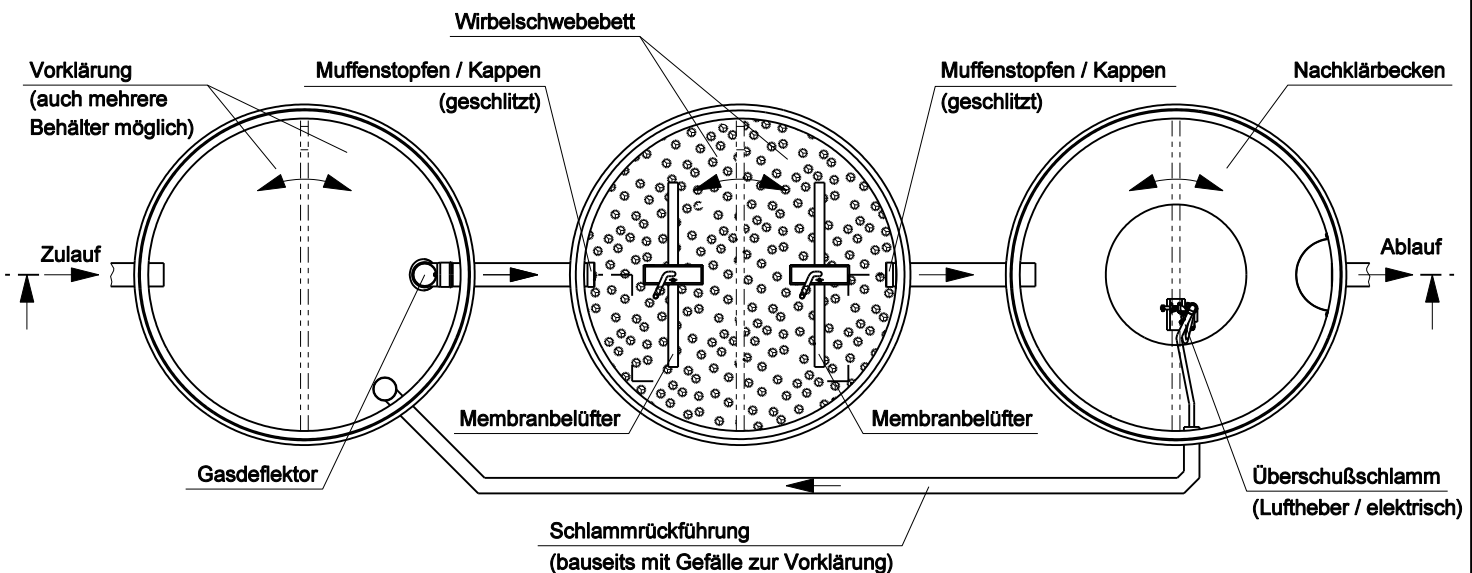 Wirbelschwebebett
Vorklärung
(auch mehrere
Behälter möglich)
Muffenstopfen / Kappen
(geschlitzt)
Muffenstopfen / Kappen
(geschlitzt)
Nachklärbecken
Zulauf
Ablauf
Membranbelüfter
Membranbelüfter
Gasdeflektor
Überschußschlamm
(Luftheber / elektrisch)
Schlammrückführung
(bauseits mit Gefälle zur Vorklärung)